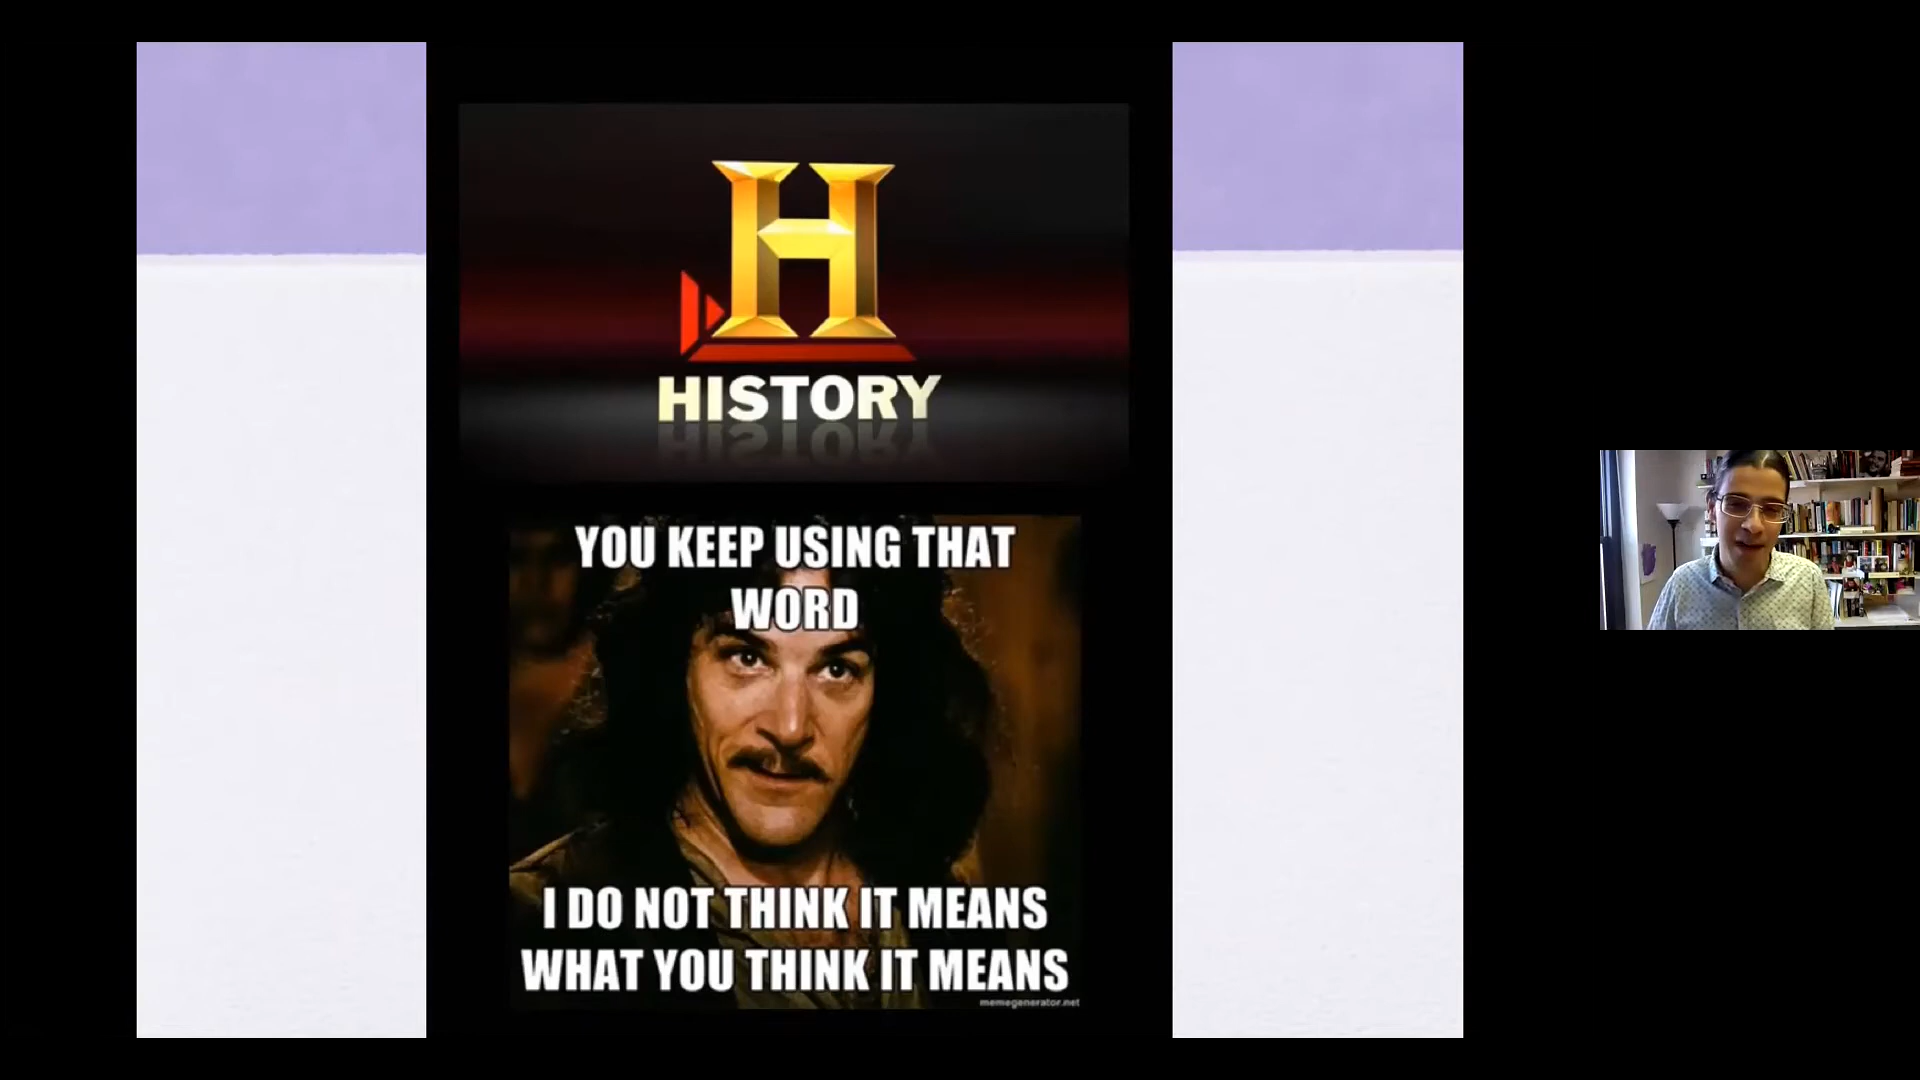 H
HISTORY
YOU KEEP USING THAT
WORD
I DO NOT THINK IT MEANS
WHAT YOU THINK IT MEANS
memegenerator.net